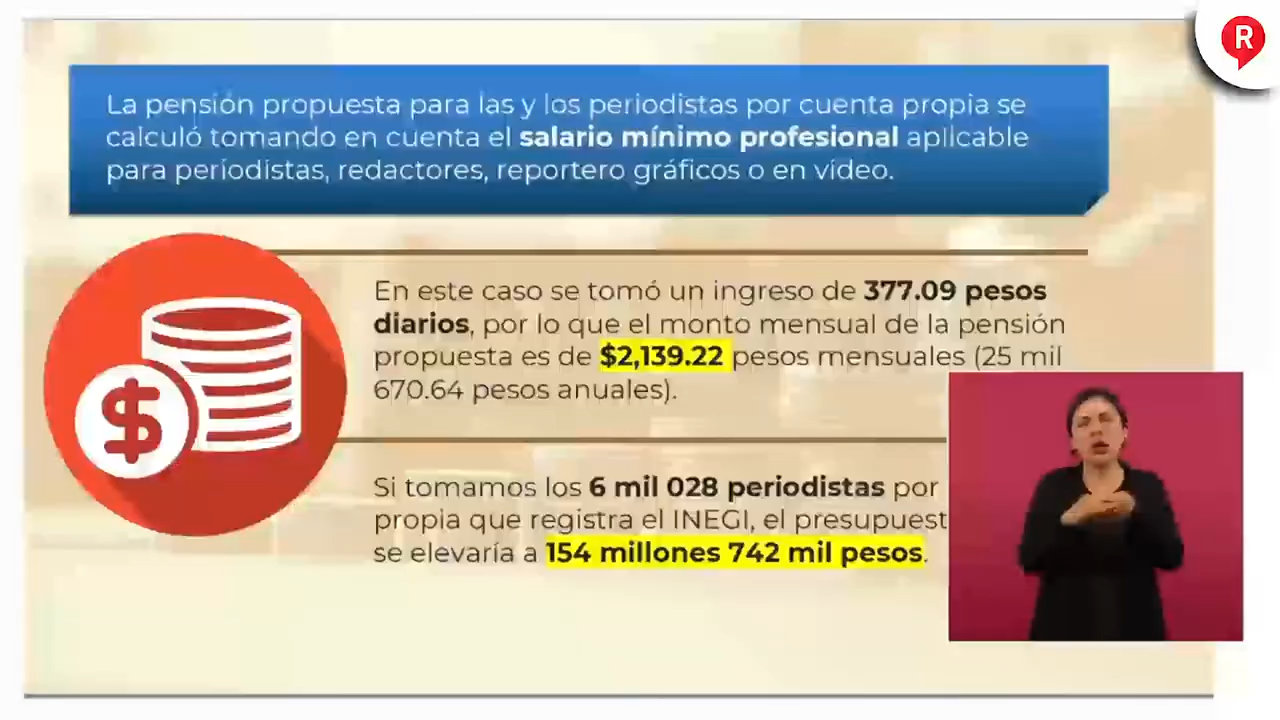 R
La pensión propuesta para las y los periodistas por cuenta propia se
calculó tomando en cuenta el salario mínimo profesional aplicable
para periodistas, redactores, reportero gráficos o en vídeo.
En este caso se tomó un ingreso de 377.09 pesos
diarios, por lo que el monto mensual de la pensión
propuesta es de $2,139.22 pesos mensuales (25 mil
670.64 pesos anuales).
$
Si tomamos los 6 mil 028 periodistas por
propia que registra el INEGI, el presupuest
se elevaría a 154 millones 742 mil pesos.